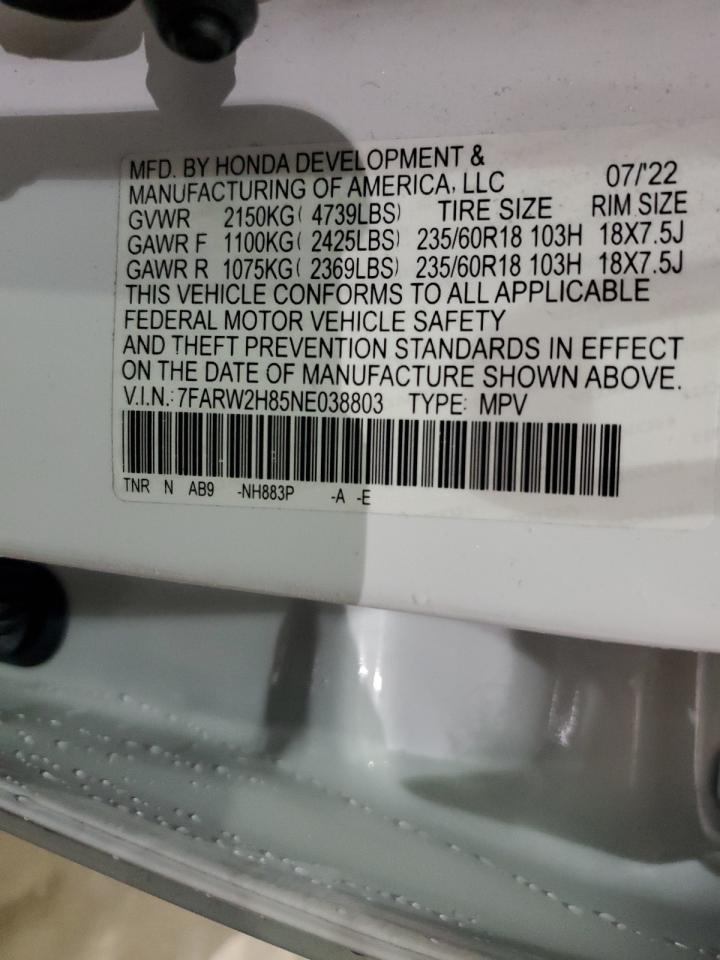 MFD. BY HONDA DEVELOPMENT &
MANUFACTURING OF AMERICA, LLC 07/'22
GVWR 2150KG( 4739LBS) TIRE SIZE RIM SIZE
GAWR F 1100KG( 2425LBS) 235/60R18 103H 18X7.5J
GAWR R 1075KG( 2369LBS) 235/60R18 103H 18X7.5J
THIS VEHICLE CONFORMS TO ALL APPLICABLE
FEDERAL MOTOR VEHICLE SAFETY
AND THEFT PREVENTION STANDARDS IN EFFECT
ON THE DATE OF MANUFACTURE SHOWN ABOVE.
V.I.N.: 7FARW2H85NE038803 TYPE: MPV
TNR N AB9 -NH883P -A -E